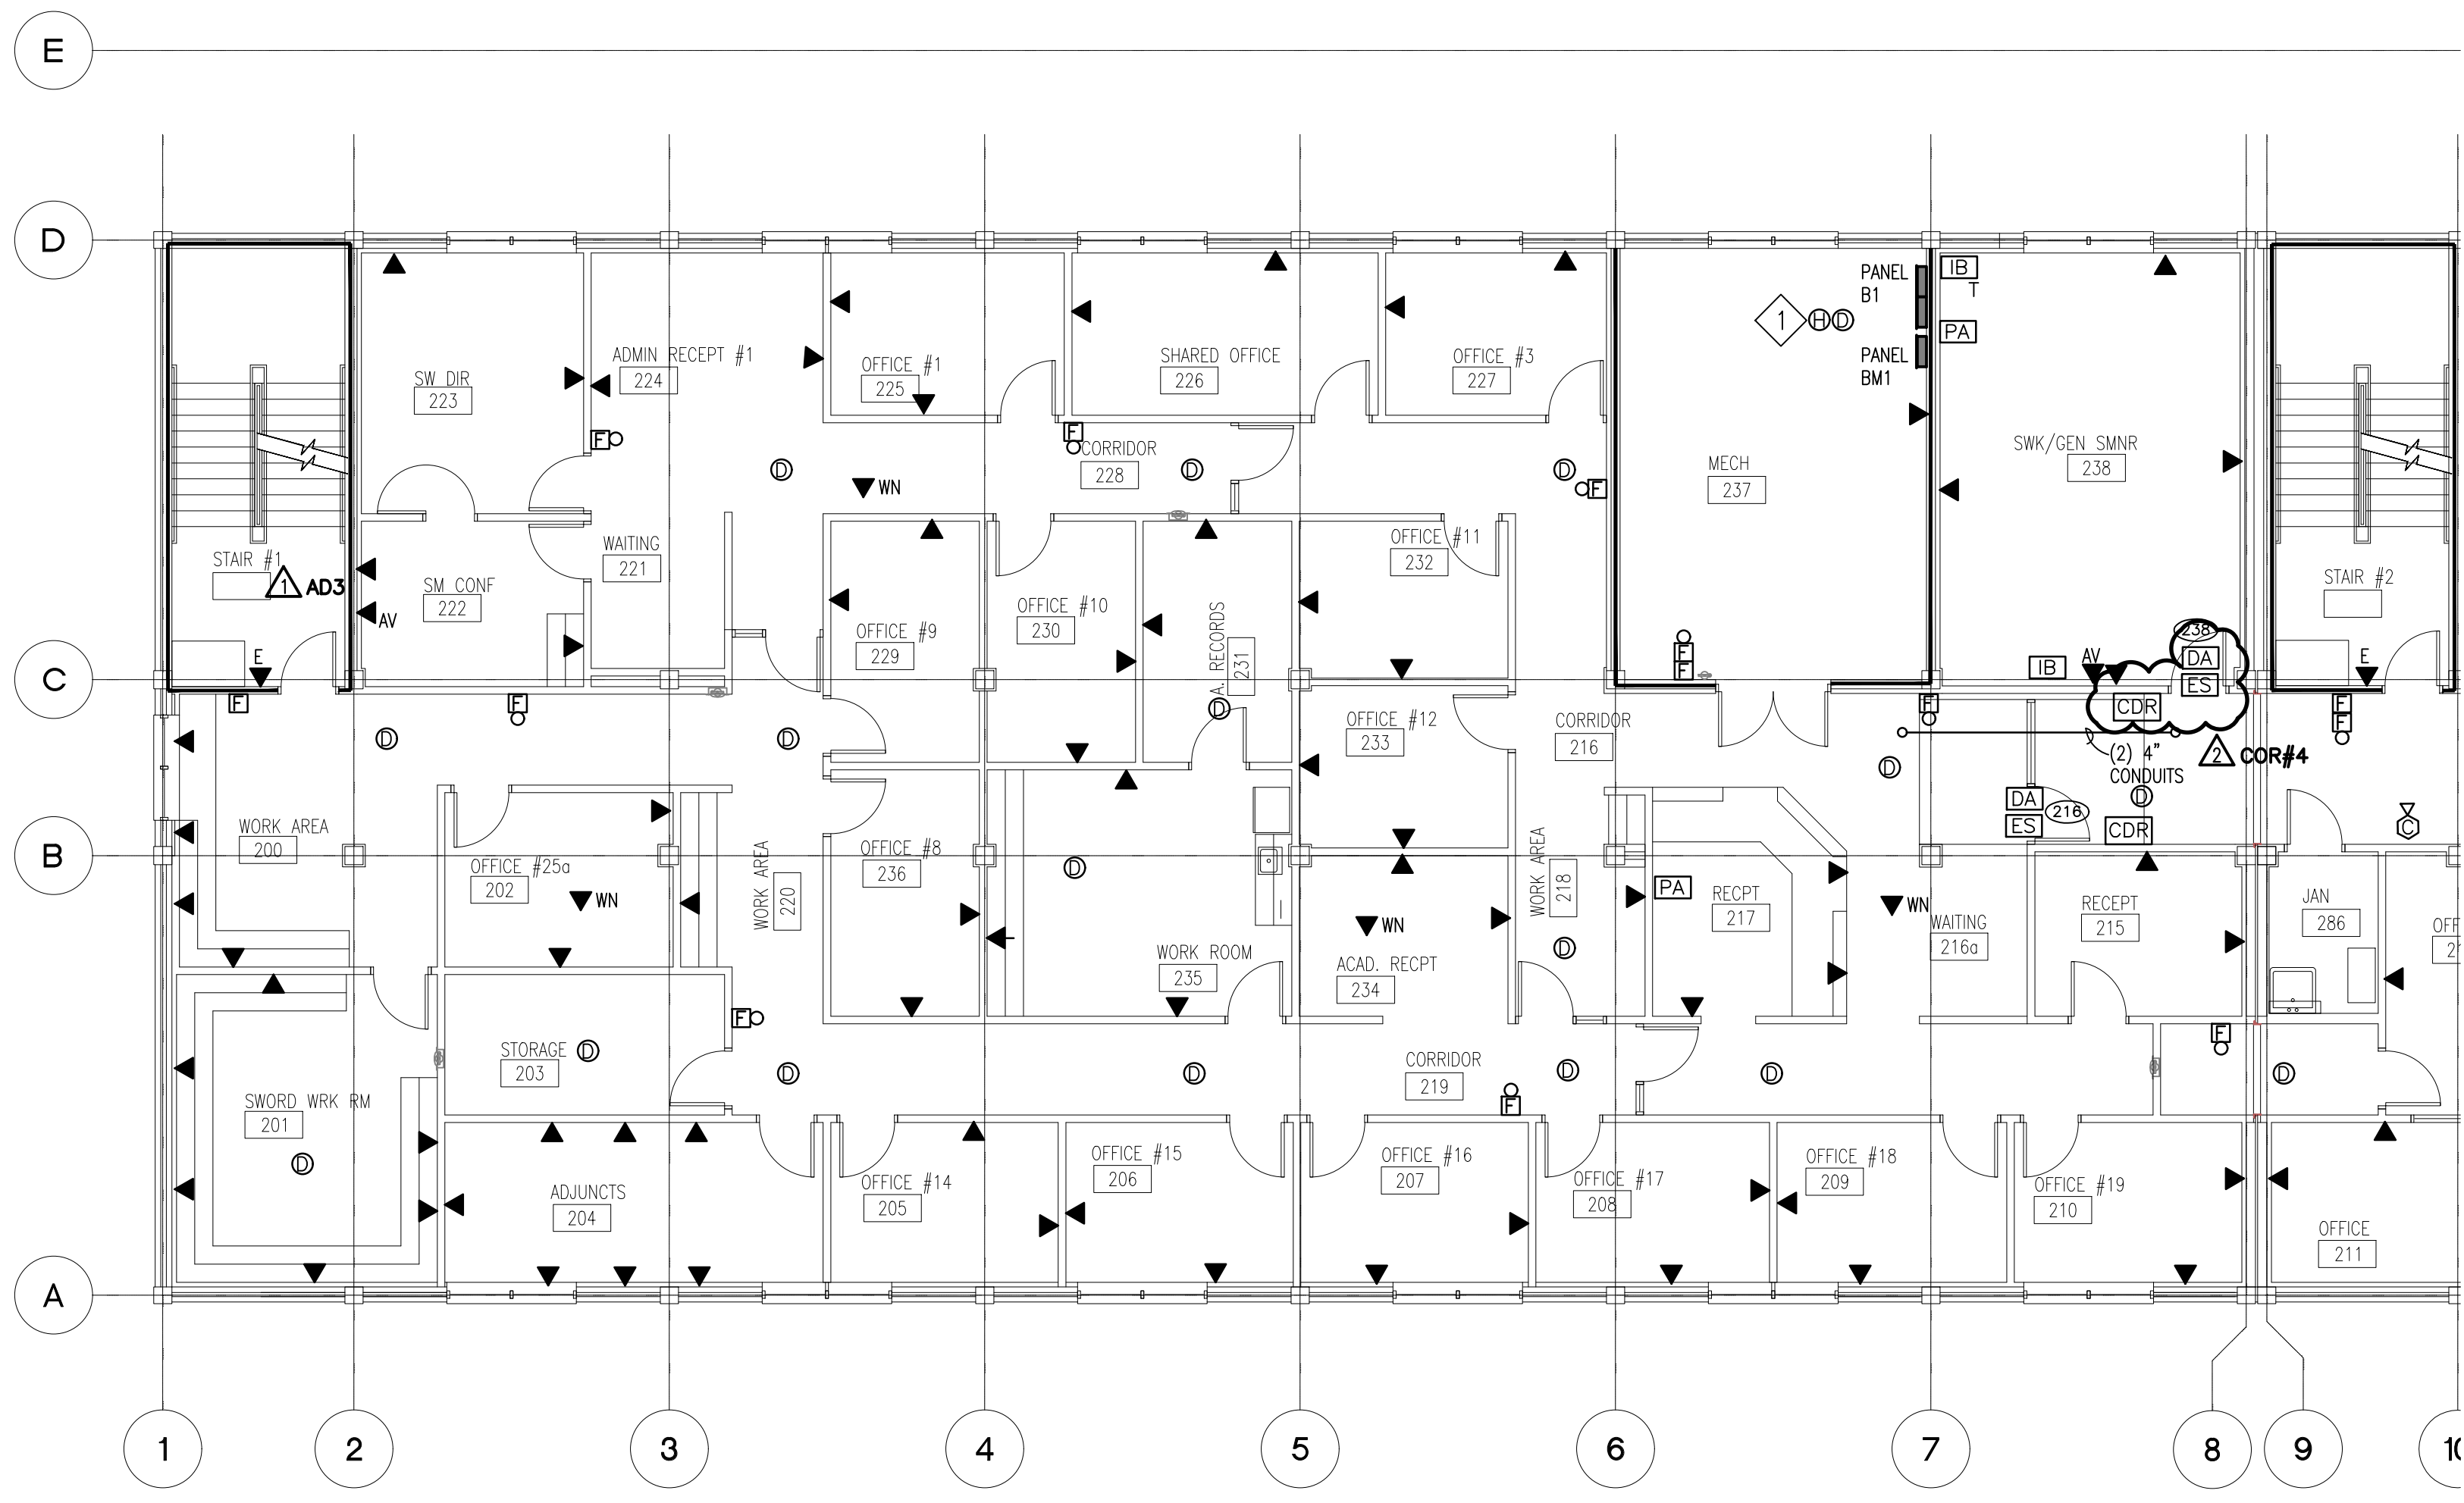 E
D
PANEL
B1
IB
T
1
H
D
PA
PANEL
BM1
ADMIN RECEPT #1
224
OFFICE #1
225
SHARED OFFICE
226
OFFICE #3
227
SW DIR
223
F
F
CORRIDOR
228
D
D
D
F
WN
MECH
237
SWK/GEN SMNR
238
STAIR #1
1
AD3
SM CONF
222
AV
WAITING
221
OFFICE #9
229
OFFICE #10
230
A. RECORDS
231
OFFICE #11
232
STAIR #2
238
DA
ES
CDR
IB
AV
E
E
C
F
F
F
F
F
F
F
D
D
D
D
OFFICE #12
233
CORRIDOR
216
(2) 4"
CONDUITS
2
COR#4
DA
ES
216
D
CDR
C
WORK AREA
200
B
OFFICE #25a
202
WN
WORK AREA
220
OFFICE #8
236
D
WORK ROOM
235
WN
ACAD. RECPT
234
WORK AREA
218
D
PA
RECPT
217
WN
WAITING
216a
RECEPT
215
JAN
286
OFF
F
F
STORAGE
203
D
D
D
CORRIDOR
219
D
D
D
F
SWORD WRK RM
201
D
ADJUNCTS
204
OFFICE #14
205
OFFICE #15
206
OFFICE #16
207
OFFICE #17
208
OFFICE #18
209
OFFICE #19
210
OFFICE
211
A
1
2
3
4
5
6
7
8
9